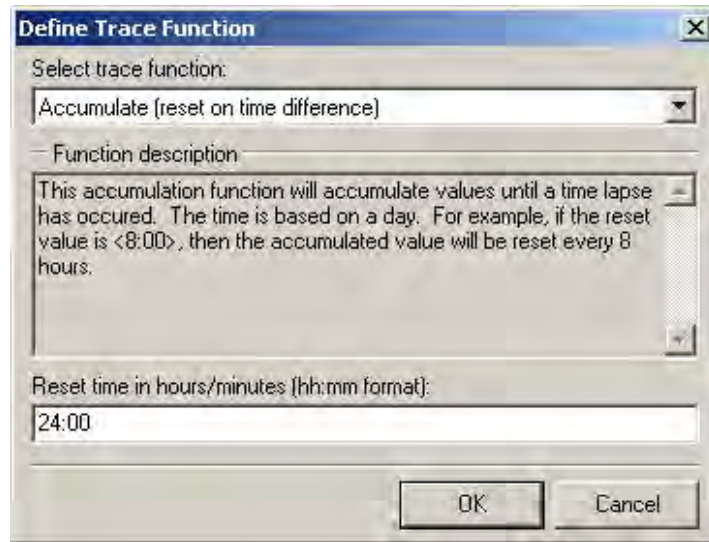 Define Trace Function
Select trace function:
Accumulate (reset on time difference)
Function description
This accumulation function will accumulate values until a time lapse
has occured.  The time is based on a day.  For example, if the reset
value is <8:00>, then the accumulated value will be reset every 8
hours.
Reset time in hours/minutes (hh:mm format):
24:00
OK
Cancel